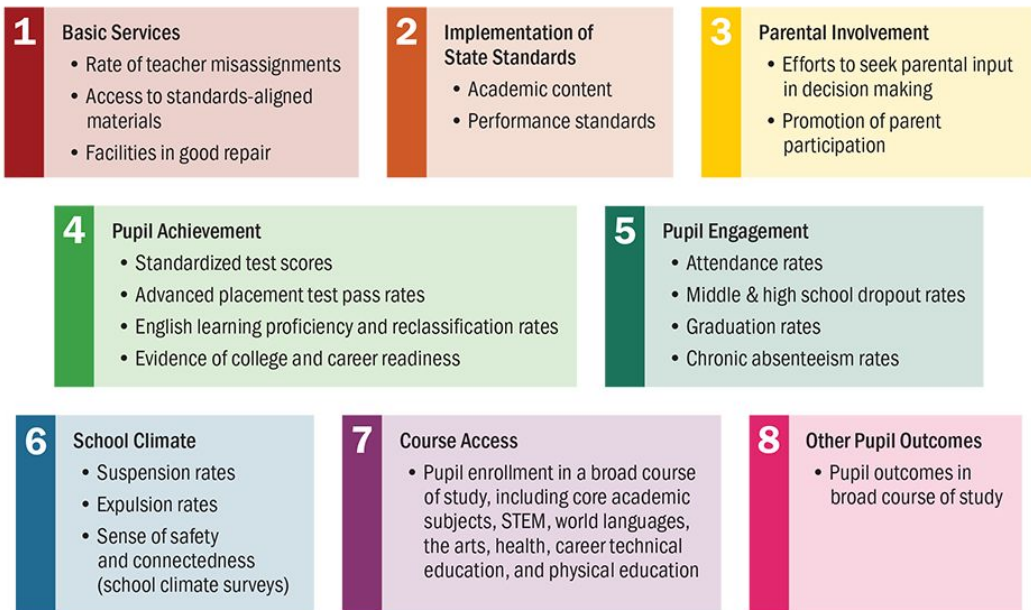 1
Basic Services
• Rate of teacher misassignments
• Access to standards-aligned
materials
• Facilities in good repair
2
Implementation of
State Standards
• Academic content
• Performance standards
3
Parental Involvement
• Efforts to seek parental input
in decision making
• Promotion of parent
participation
4
Pupil Achievement
• Standardized test scores
• Advanced placement test pass rates
• English learning proficiency and reclassification rates
• Evidence of college and career readiness
5
Pupil Engagement
• Attendance rates
• Middle & high school dropout rates
• Graduation rates
• Chronic absenteeism rates
6
School Climate
• Suspension rates
• Expulsion rates
• Sense of safety
and connectedness
(school climate surveys)
7
Course Access
• Pupil enrollment in a broad course
of study, including core academic
subjects, STEM, world languages,
the arts, health, career technical
education, and physical education
8
Other Pupil Outcomes
• Pupil outcomes in
broad course of study